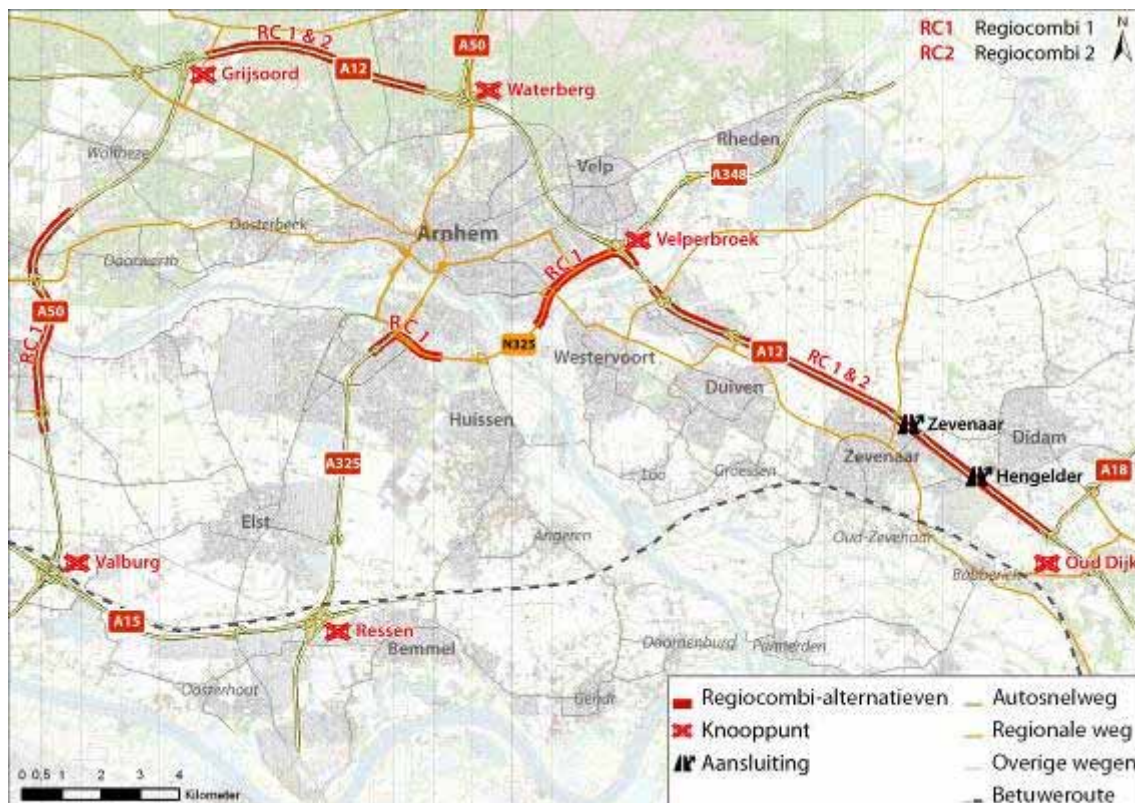 RC1 Regiocombi 1
RC2 Regiocombi 2
N
RC 1 & 2
A50
A12
Grijsoord
Waterberg
Rheden
Velp
A348
Wolfheze
Oosterbeek
Arnhem
Velperbroek
Doorwerth
RC 1
A50
RC 1
RC 1
N325
Westervoort
A12
RC 1 & 2
Duiven
Huissen
Zevenaar
Didam
Zevenaar
A325
Loo
Groessen
Hengelder
A18
Elst
Angeren
Oud-Zevenaar
Valburg
Babberich
Oud Dijk
A15
Ressen
Bemmel
Doornenburg
Pannerden
Oosterhout
Gendt
Regiocombi-alternatieven
Knooppunt
Aansluiting
Autosnelweg
Regionale weg
Overige wegen
Betuweroute
0 0,5 1 2 3 4
Kilometer